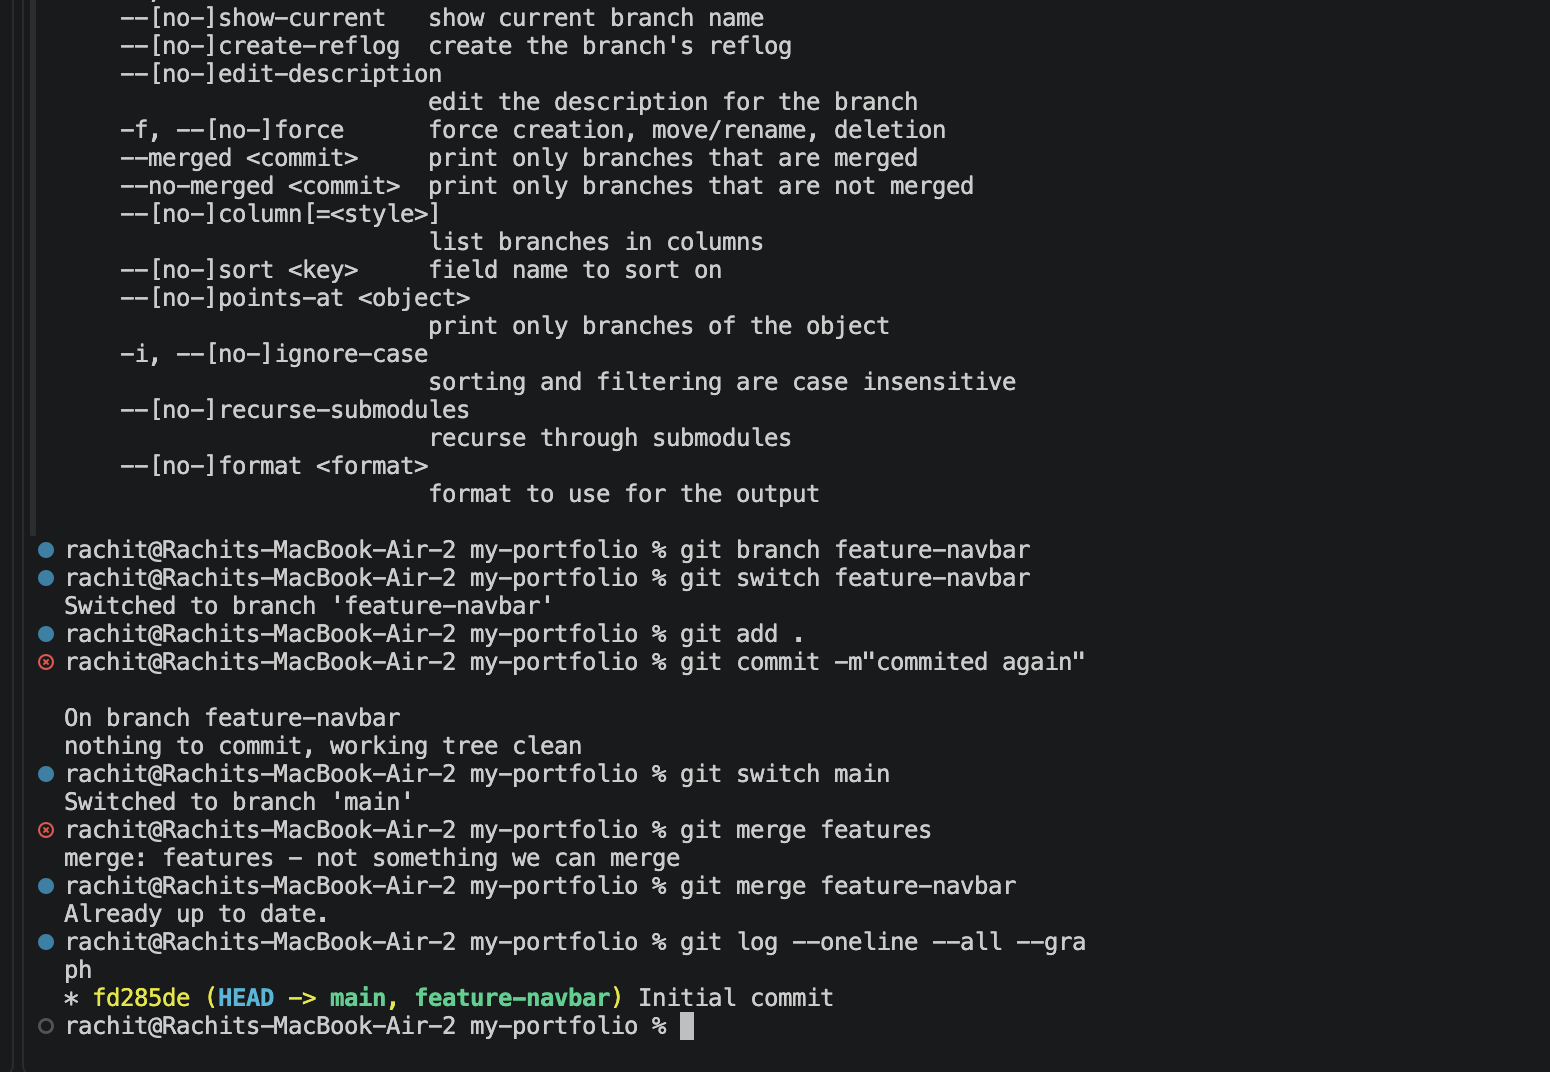 --[no-]show-current   show current branch name
--[no-]create-reflog  create the branch's reflog
--[no-]edit-description
edit the description for the branch
-f, --[no-]force      force creation, move/rename, deletion
--merged <commit>     print only branches that are merged
--no-merged <commit>  print only branches that are not merged
--[no-]column[=<style>]
list branches in columns
--[no-]sort <key>     field name to sort on
--[no-]points-at <object>
print only branches of the object
-i, --[no-]ignore-case
sorting and filtering are case insensitive
--[no-]recurse-submodules
recurse through submodules
--[no-]format <format>
format to use for the output
rachit@Rachits-MacBook-Air-2 my-portfolio % git branch feature-navbar
rachit@Rachits-MacBook-Air-2 my-portfolio % git switch feature-navbar
Switched to branch 'feature-navbar'
rachit@Rachits-MacBook-Air-2 my-portfolio % git add .
rachit@Rachits-MacBook-Air-2 my-portfolio % git commit -m"commited again"
On branch feature-navbar
nothing to commit, working tree clean
rachit@Rachits-MacBook-Air-2 my-portfolio % git switch main
Switched to branch 'main'
rachit@Rachits-MacBook-Air-2 my-portfolio % git merge features
merge: features - not something we can merge
rachit@Rachits-MacBook-Air-2 my-portfolio % git merge feature-navbar
Already up to date.
rachit@Rachits-MacBook-Air-2 my-portfolio % git log --oneline --all --gra
ph
* fd285de (HEAD -> main, feature-navbar) Initial commit
rachit@Rachits-MacBook-Air-2 my-portfolio %